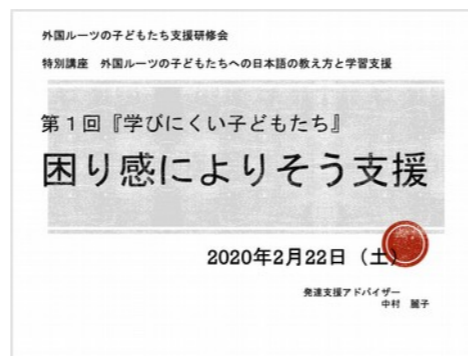 外国ルーツの子どもたち支援研修会
特別講座　外国ルーツの子どもたちへの日本語の教え方と学習支援
第１回『学びにくい子どもたち』
困り感によりそう支援
2020年2月22日（土）
発達支援アドバイザー
中村　麗子